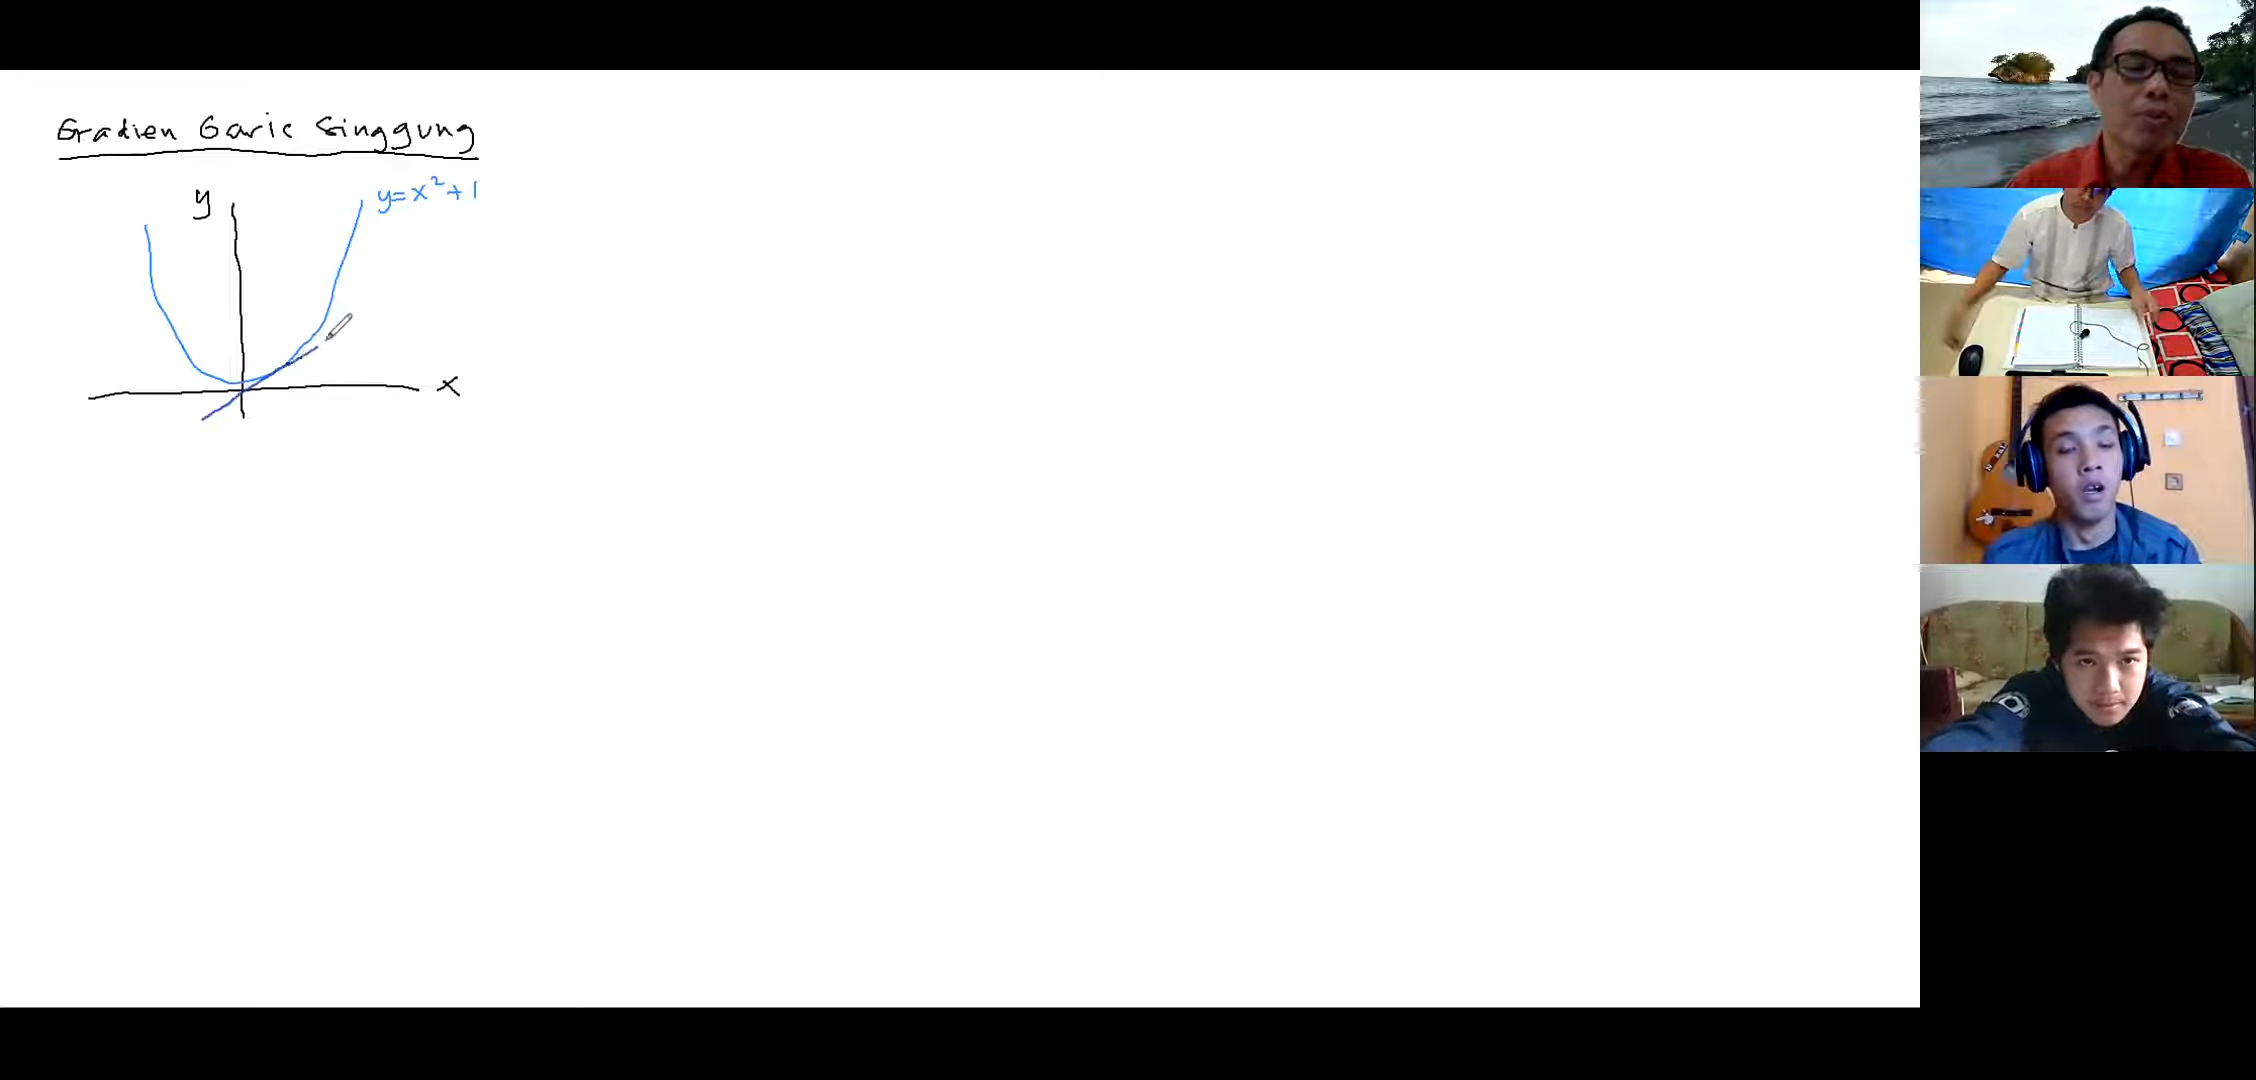 Gradien Garis Singgung
y
y=x²+1
x